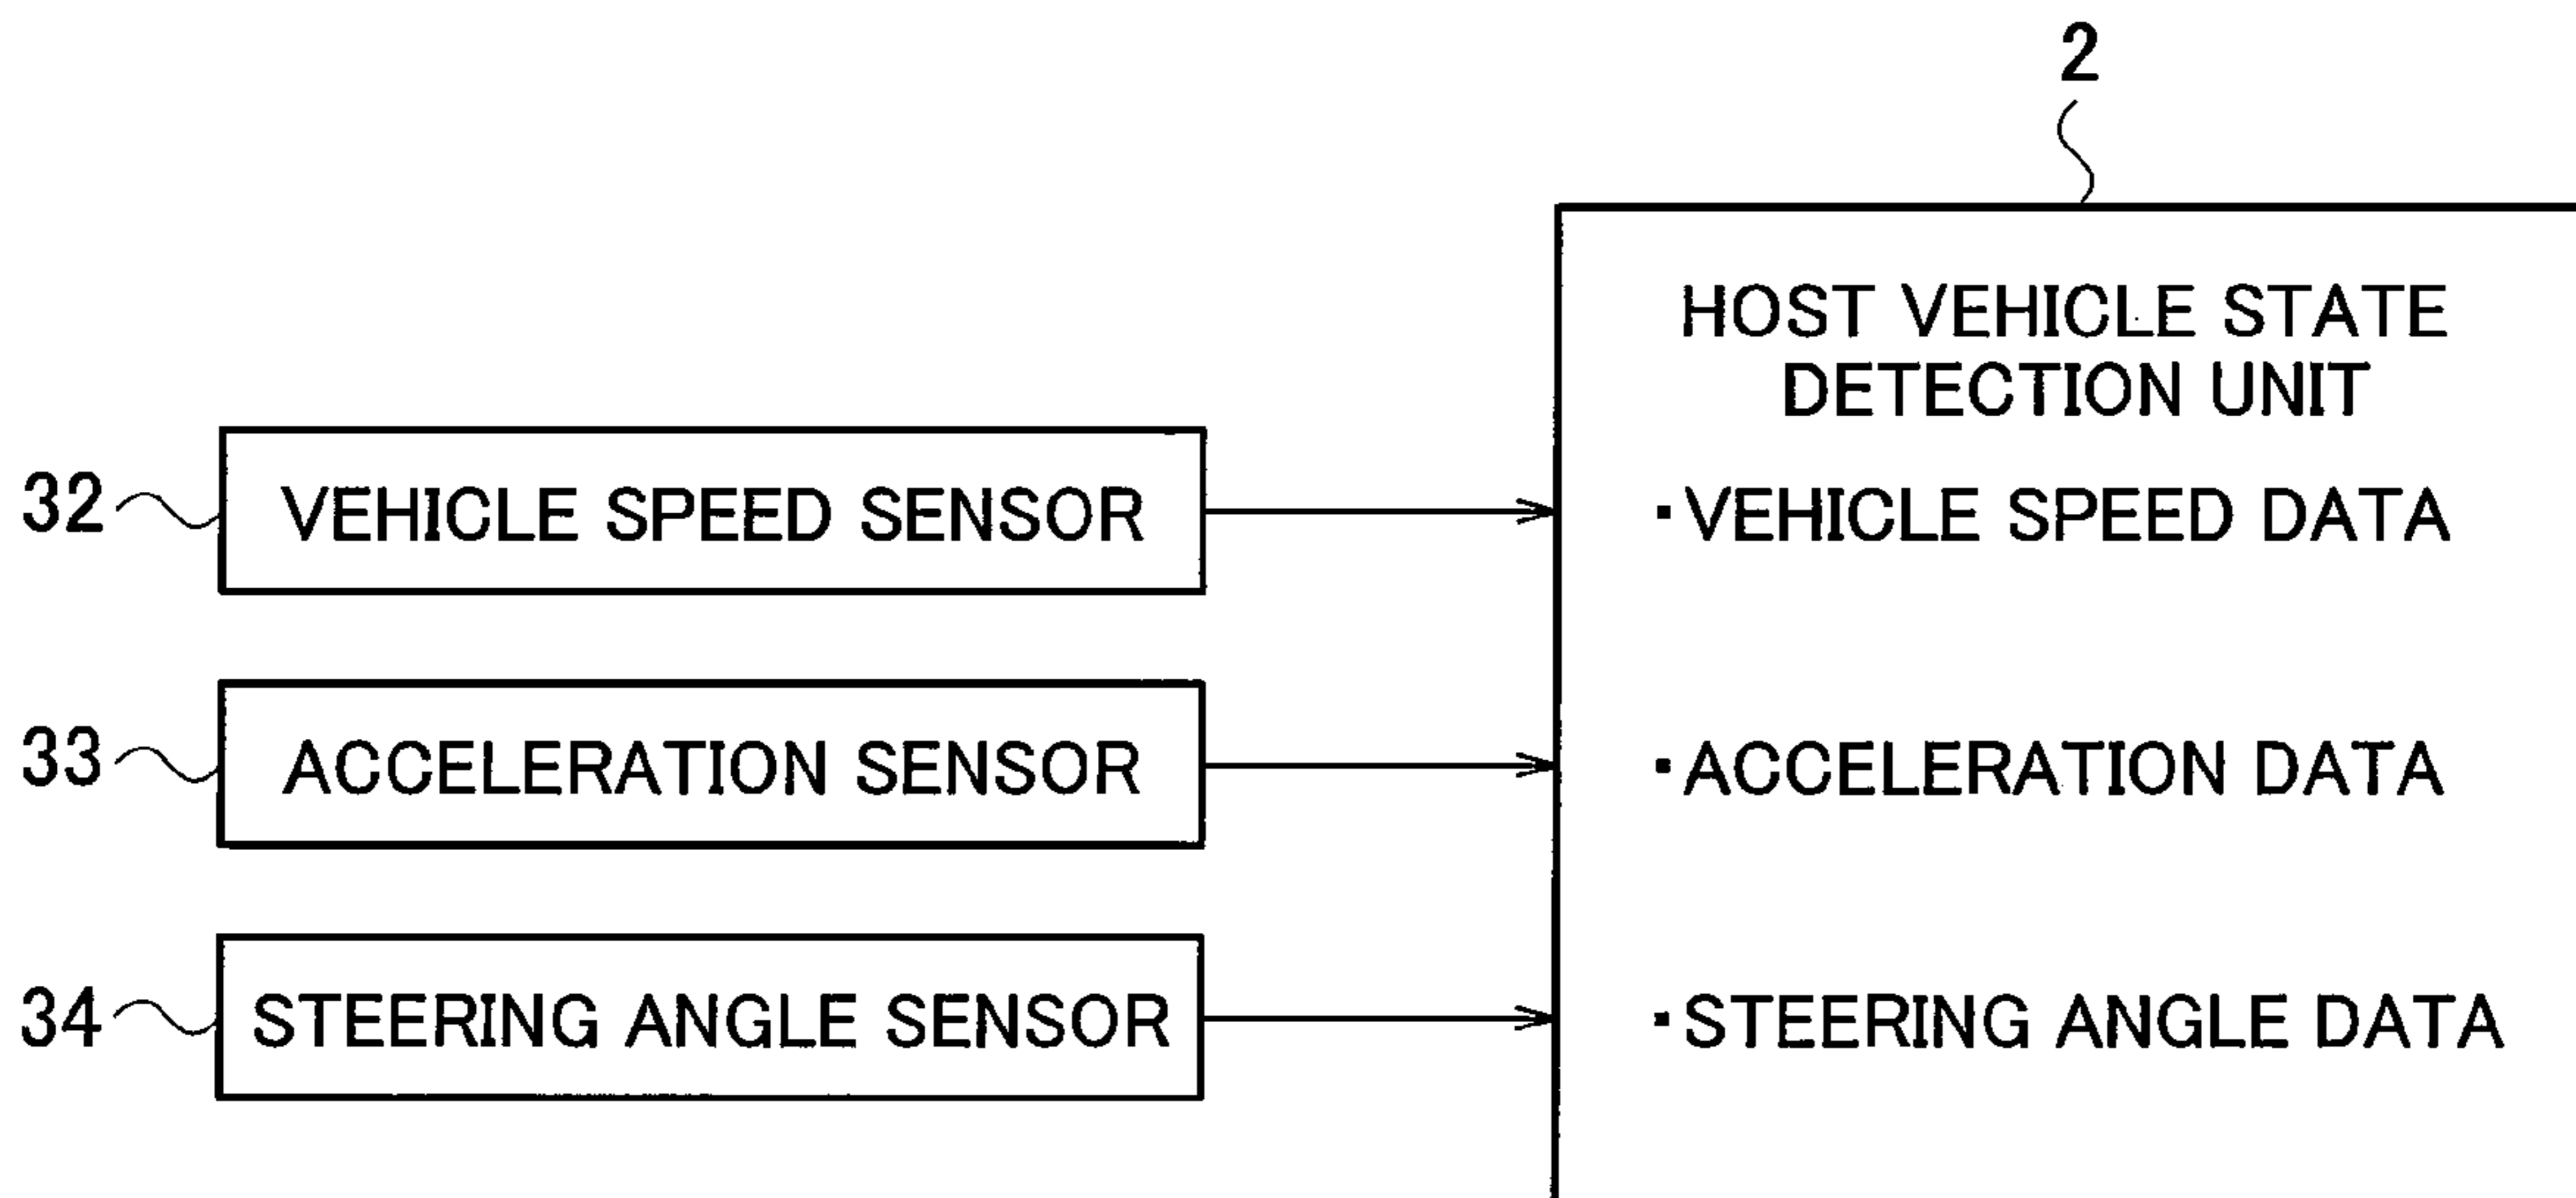 2
HOST VEHICLE STATE
DETECTION UNIT
32 VEHICLE SPEED SENSOR ・VEHICLE SPEED DATA
33 ACCELERATION SENSOR ・ACCELERATION DATA
34 STEERING ANGLE SENSOR ・STEERING ANGLE DATA